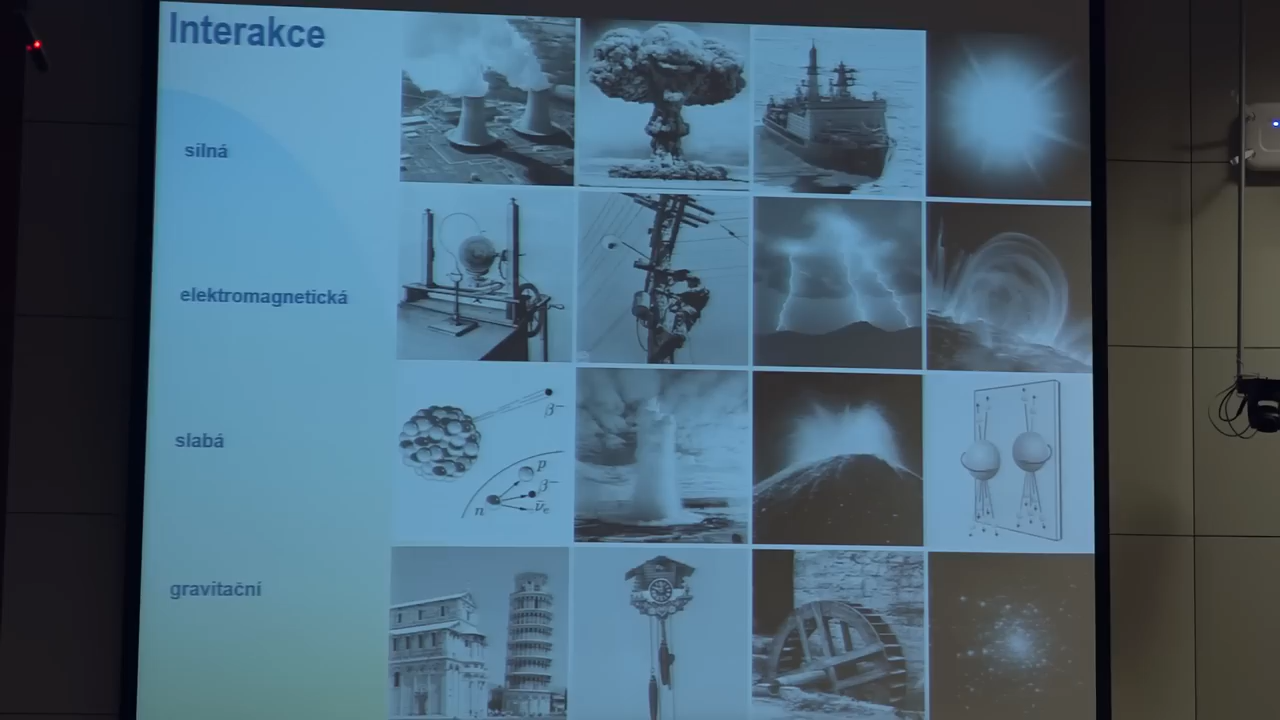 Interakce
silná
elektromagnetická
slabá
β⁻
p
β⁻
n
ν̄ₑ
gravitační